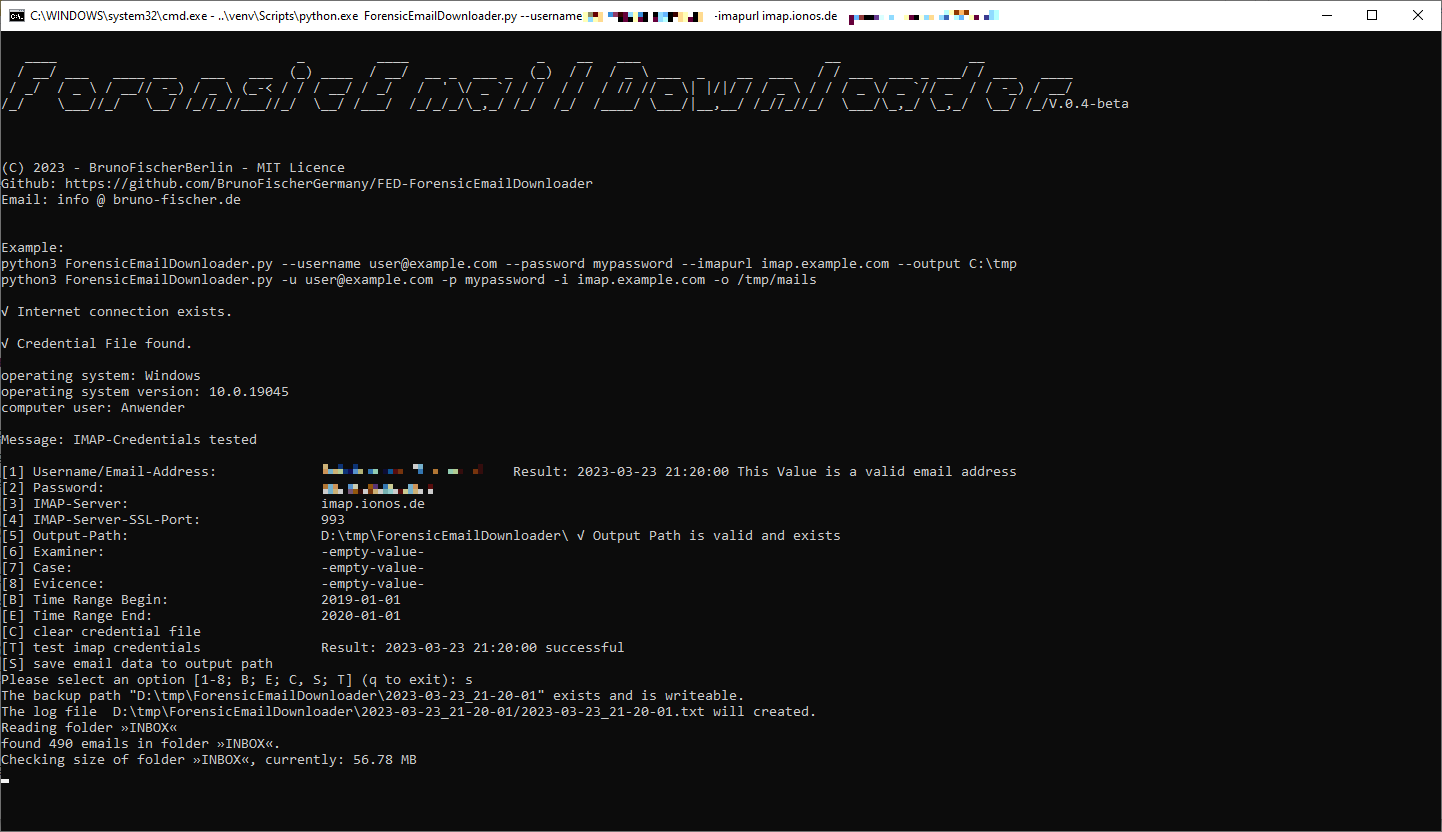 C:\WINDOWS\system32\cmd.exe - ..\venv\Scripts\python.exe ForensicEmailDownloader.py --username -imapurl imap.ionos.de
Forensic Email Downloader V.0.4-beta
(C) 2023 - BrunoFischerBerlin - MIT Licence
Github: https://github.com/BrunoFischerGermany/FED-ForensicEmailDownloader
Email: info @ bruno-fischer.de
Example:
python3 ForensicEmailDownloader.py --username user@example.com --password mypassword --imapurl imap.example.com --output C:\tmp
python3 ForensicEmailDownloader.py -u user@example.com -p mypassword -i imap.example.com -o /tmp/mails
√ Internet connection exists.
√ Credential File found.
operating system: Windows
operating system version: 10.0.19045
computer user: Anwender
Message: IMAP-Credentials tested
[1] Username/Email-Address: Result: 2023-03-23 21:20:00 This Value is a valid email address
[2] Password:
[3] IMAP-Server: imap.ionos.de
[4] IMAP-Server-SSL-Port: 993
[5] Output-Path: D:\tmp\ForensicEmailDownloader\ √ Output Path is valid and exists
[6] Examiner: -empty-value-
[7] Case: -empty-value-
[8] Evicence: -empty-value-
[B] Time Range Begin: 2019-01-01
[E] Time Range End: 2020-01-01
[C] clear credential file
[T] test imap credentials Result: 2023-03-23 21:20:00 successful
[S] save email data to output path
Please select an option [1-8; B; E; C, S; T] (q to exit): s
The backup path "D:\tmp\ForensicEmailDownloader\2023-03-23_21-20-01" exists and is writeable.
The log file  D:\tmp\ForensicEmailDownloader\2023-03-23_21-20-01/2023-03-23_21-20-01.txt will created.
Reading folder »INBOX«
found 490 emails in folder »INBOX«.
Checking size of folder »INBOX«, currently: 56.78 MB